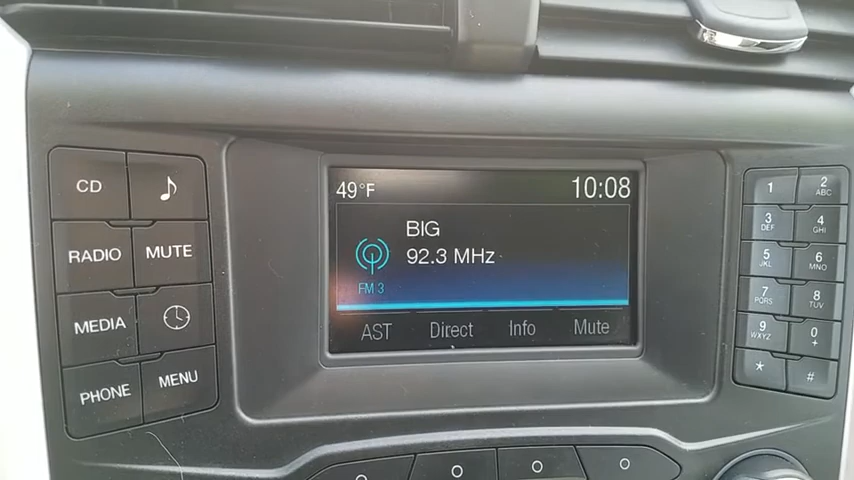 49°F 10:08
BIG
92.3 MHz
FM 3
AST Direct Info Mute
CD
RADIO MUTE
MEDIA
PHONE MENU
1 2 ABC
3 DEF 4 GHI
5 JKL 6 MNO
7 PQRS 8 TUV
9 WXYZ 0 +
* #